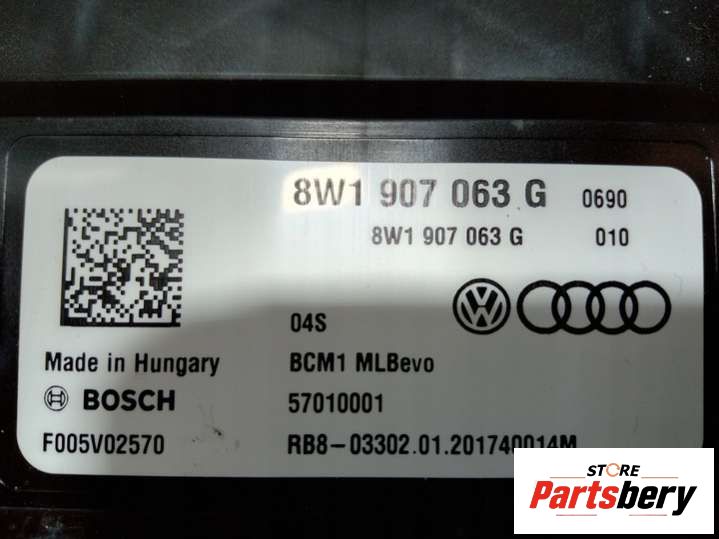 8W1 907 063 G 0690
8W1 907 063 G 010
04S
Made in Hungary BCM1 MLBevo
BOSCH 57010001
F005V02570 RB8-03302.01.201740014M
STORE
Partsbery